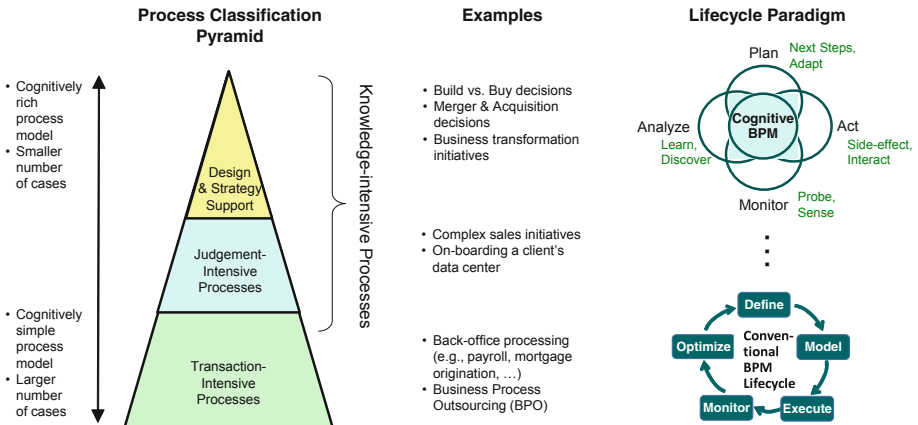 Process Classification
Pyramid
Examples
Lifecycle Paradigm
• Cognitively
rich
process
model
• Smaller
number
of cases
• Cognitively
simple
process
model
• Larger
number
of cases
Design
& Strategy
Support
Judgement-
Intensive
Processes
Transaction-
Intensive
Processes
Knowledge-intensive Processes
• Build vs. Buy decisions
• Merger & Acquisition
decisions
• Business transformation
initiatives
• Complex sales initiatives
• On-boarding a client's
data center
• Back-office processing
(e.g., payroll, mortgage
origination, …)
• Business Process
Outsourcing (BPO)
Plan
Next Steps,
Adapt
Analyze
Learn,
Discover
Cognitive
BPM
Act
Side-effect,
Interact
Monitor
Probe,
Sense
Define
Optimize
Model
Conven-
tional
BPM
Lifecycle
Monitor
Execute